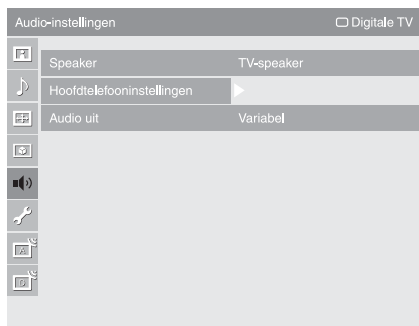 Audio-instellingen Digitale TV
Speaker TV-speaker
Hoofdtelefooninstellingen
Audio uit Variabel
A